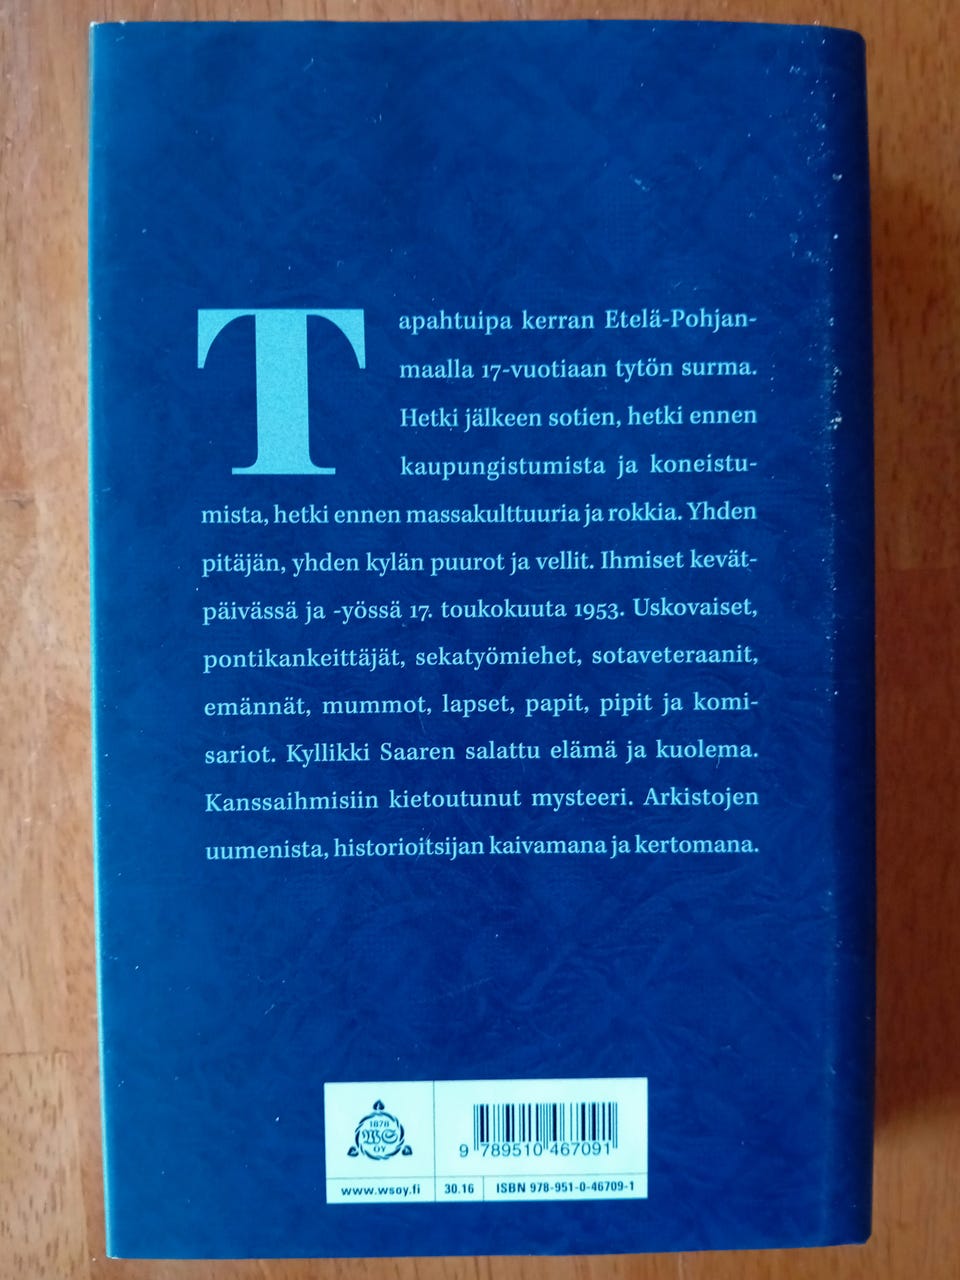 Tapahtuipa kerran Etelä-Pohjan-
maalla 17-vuotiaan tytön surma.
Hetki jälkeen sotien, hetki ennen
kaupungistumista ja koneistu-
mista, hetki ennen massakulttuuria ja rokkia. Yhden
pitäjän, yhden kylän puurot ja vellit. Ihmiset kevät-
päivässä ja -yössä 17. toukokuuta 1953. Uskovaiset,
pontikankeittäjät, sekatyömiehet, sotaveteraanit,
emännät, mummot, lapset, papit, pipit ja komi-
sariot. Kyllikki Saaren salattu elämä ja kuolema.
Kanssaihmisiin kietoutunut mysteeri. Arkistojen
uumenista, historioitsijan kaivamana ja kertomana.
1878
WS
OY
9 789510 467091
www.wsoy.fi
30.16
ISBN 978-951-0-46709-1